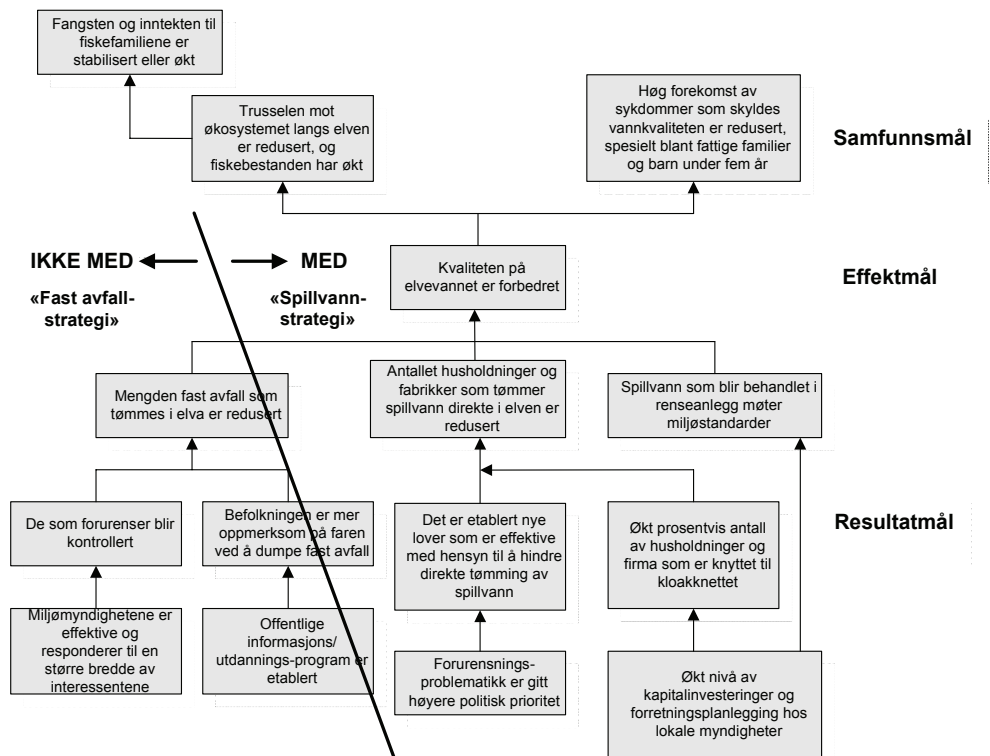 Fangsten og inntekten til
fiskefamiliene er
stabilisert eller økt
Trusselen mot
økosystemet langs elven
er redusert, og
fiskebestanden har økt
Høg forekomst av
sykdommer som skyldes
vannkvaliteten er redusert,
spesielt blant fattige familier
og barn under fem år
Samfunnsmål
IKKE MED
MED
«Fast avfall-
strategi»
«Spillvann-
strategi»
Kvaliteten på
elvevannet er forbedret
Effektmål
Mengden fast avfall som
tømmes i elva er redusert
Antallet husholdninger og
fabrikker som tømmer
spillvann direkte i elven er
redusert
Spillvann som blir behandlet i
renseanlegg møter
miljøstandarder
De som forurenser blir
kontrollert
Befolkningen er mer
oppmerksom på faren
ved å dumpe fast avfall
Det er etablert nye
lover som er effektive
med hensyn til å hindre
direkte tømming av
spillvann
Økt prosentvis antall
av husholdninger og
firma som er knyttet til
kloakknettet
Resultatmål
Miljømyndighetene er
effektive og
responderer til en
større bredde av
interessentene
Offentlige
informasjons/
utdannings-program er
etablert
Forurensnings-
problematikk er gitt
høyere politisk prioritet
Økt nivå av
kapitalinvesteringer og
forretningsplanlegging hos
lokale myndigheter